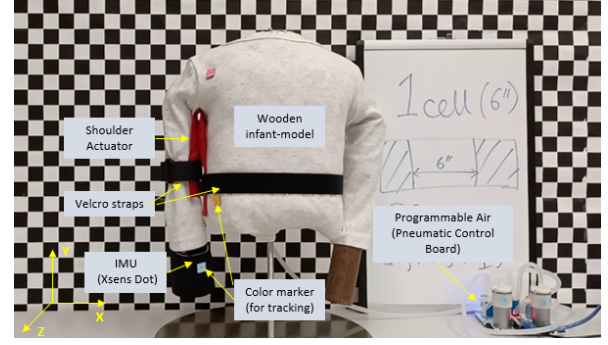 1 cell (6")
Wooden
infant-model
Shoulder
Actuator
6"
Velcro straps
Programmable Air
(Pneumatic Control
Board)
IMU
(Xsens Dot)
Color marker
(for tracking)
Y
X
Z